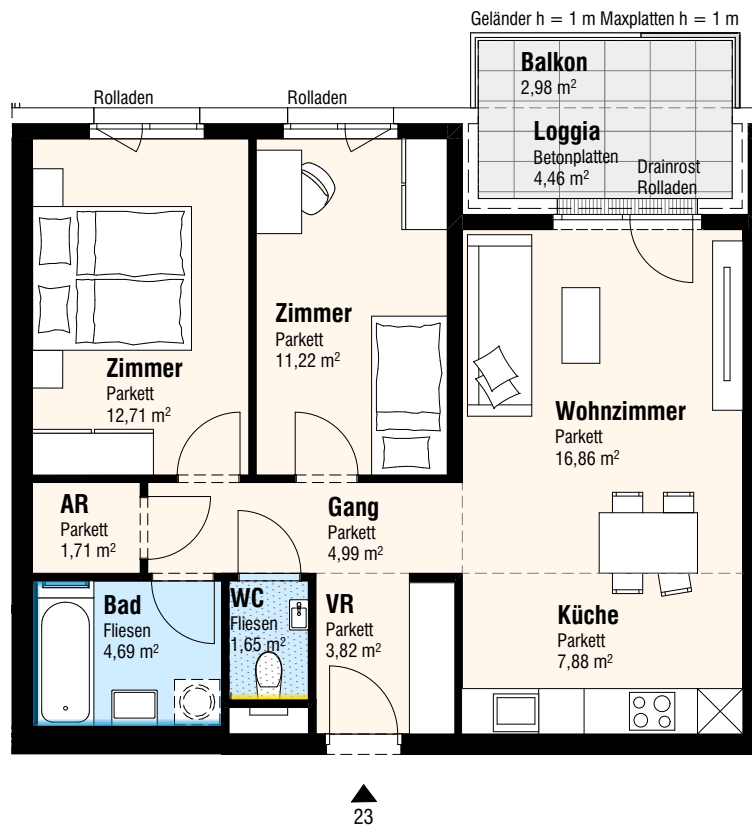 Geländer h = 1 m Maxplatten h = 1 m
Balkon
2,98 m²
Rolladen
Rolladen
Loggia
Betonplatten
4,46 m²
Drainrost
Rolladen
Zimmer
Parkett
12,71 m²
Zimmer
Parkett
11,22 m²
Wohnzimmer
Parkett
16,86 m²
AR
Parkett
1,71 m²
Gang
Parkett
4,99 m²
Bad
Fliesen
4,69 m²
WC
Fliesen
1,65 m²
VR
Parkett
3,82 m²
Küche
Parkett
7,88 m²
23